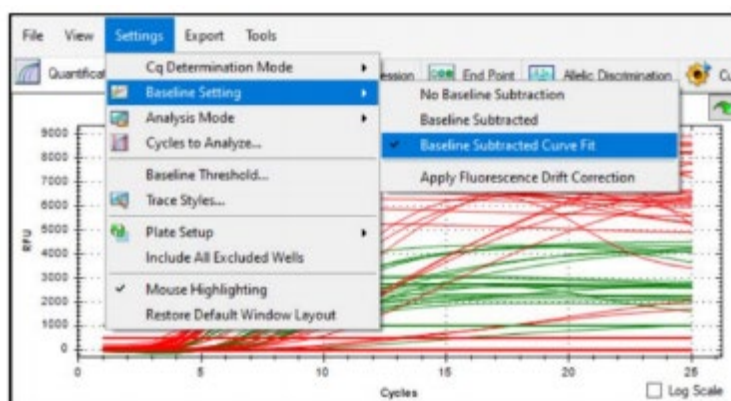 File View Settings Export Tools
Quantificat ession End Point Allelic Discrimination Cu
Cq Determination Mode
Baseline Setting
Analysis Mode
Cycles to Analyze...
Baseline Threshold...
Trace Styles...
Plate Setup
Include All Excluded Wells
Mouse Highlighting
Restore Default Window Layout
No Baseline Subtraction
Baseline Subtracted
Baseline Subtracted Curve Fit
Apply Fluorescence Drift Correction
9000
8000
7000
6000
5000
4000
3000
2000
1000
0
RFU
0 5 10 15 20 25
Cycles
Log Scale